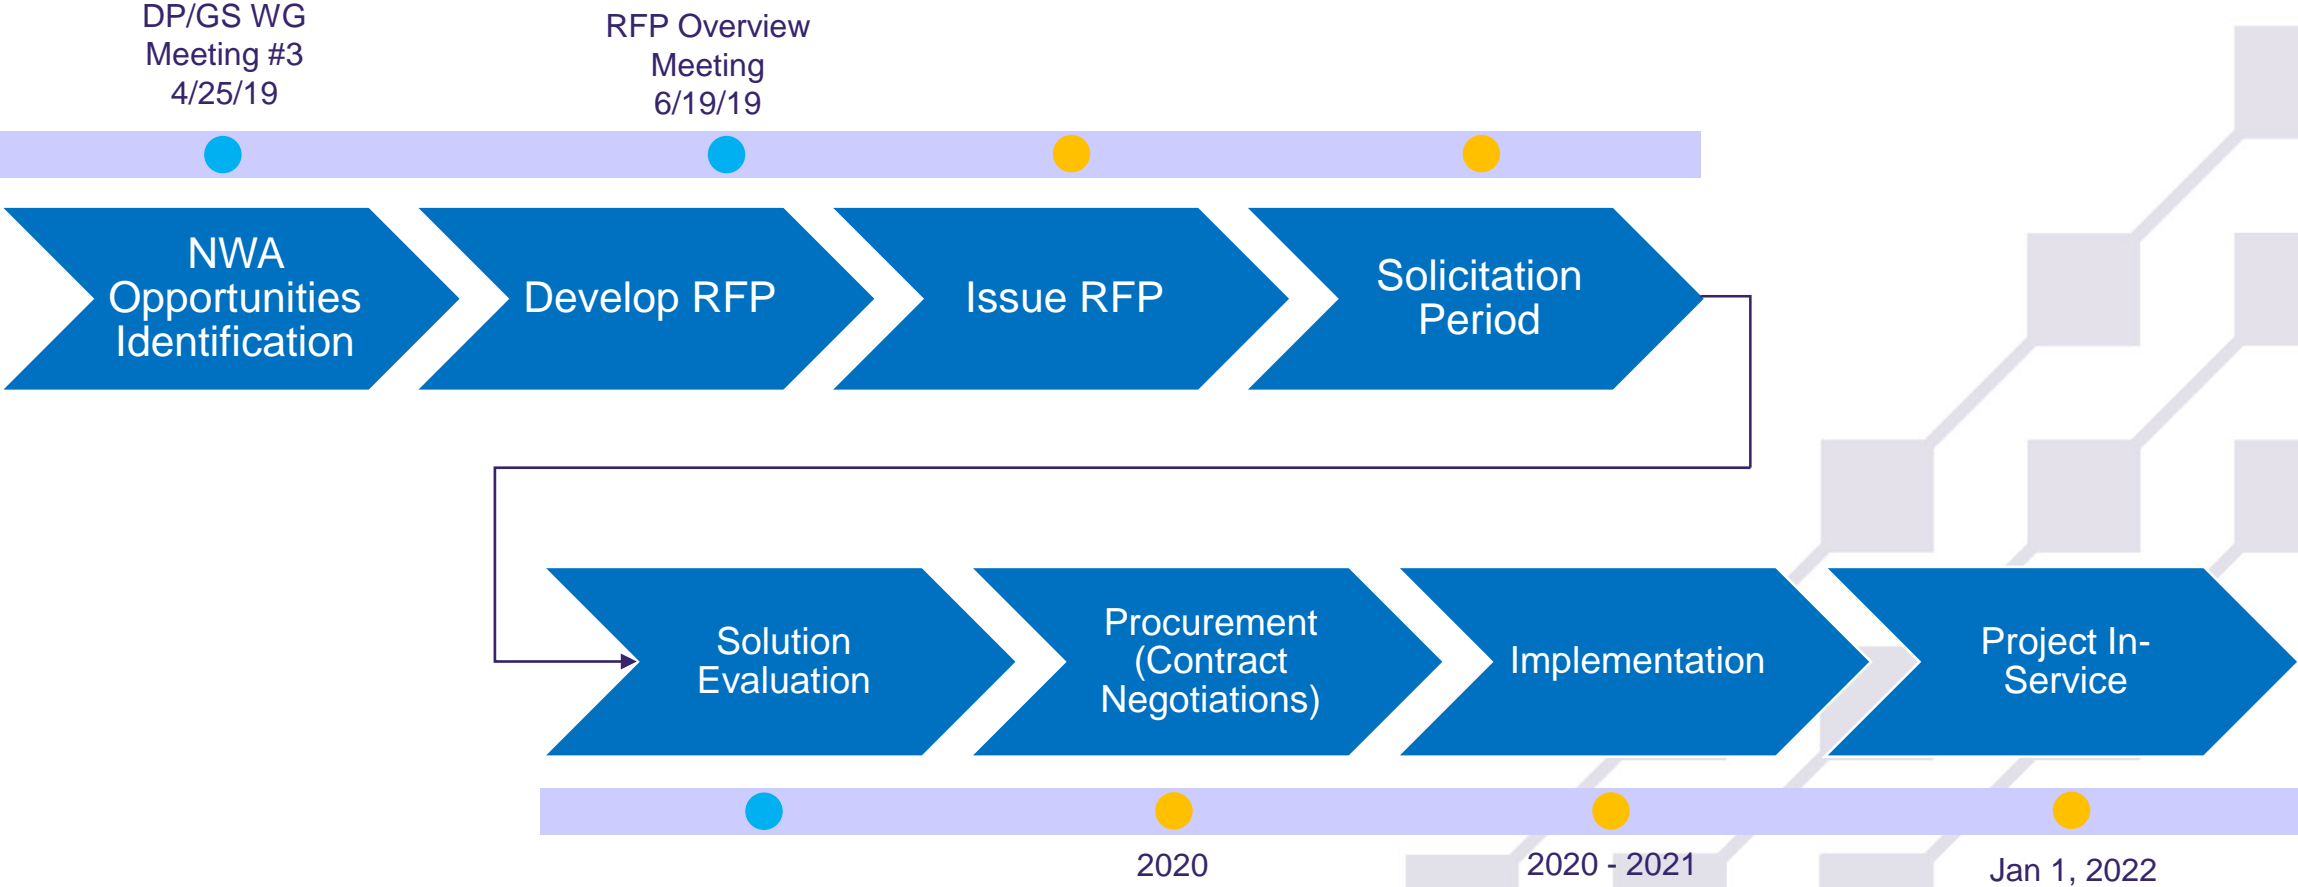 DP/GS WG
Meeting #3
4/25/19
RFP Overview
Meeting
6/19/19
NWA
Opportunities
Identification
Develop RFP
Issue RFP
Solicitation
Period
Solution
Evaluation
Procurement
(Contract
Negotiations)
Implementation
Project In-
Service
2020
2020 - 2021
Jan 1, 2022